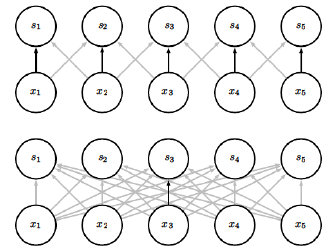 s₁ s₂ s₃ s₄ s₅
x₁ x₂ x₃ x₄ x₅
s₁ s₂ s₃ s₄ s₅
x₁ x₂ x₃ x₄ x₅